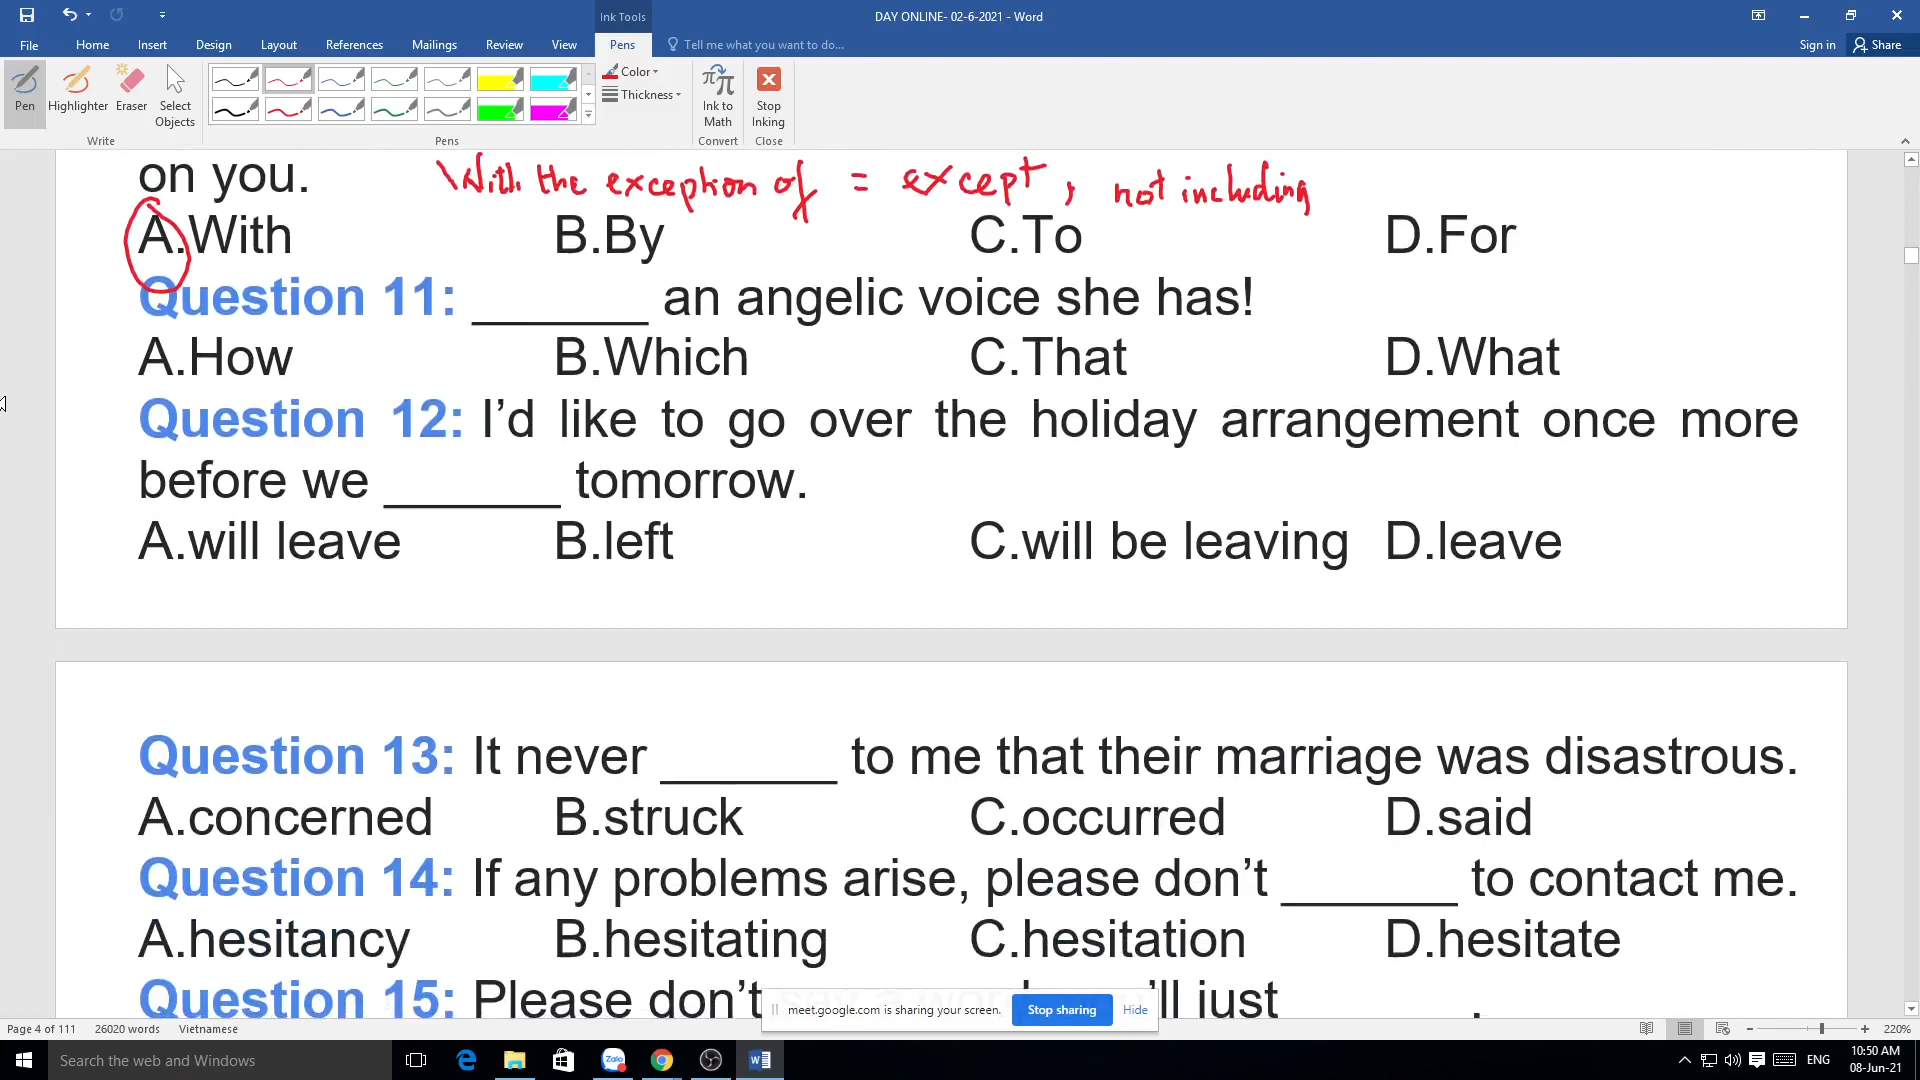 Ink Tools
DAY ONLINE- 02-6-2021 - Word
File Home Insert Design Layout References Mailings Review View Pens Tell me what you want to do...
Sign in Share
Pen Highlighter Eraser Select Objects
Color
Thickness
Ink to Math
Stop Inking
Write Pens Convert Close
on you.
With the exception of = except, not including
A.With B.By C.To D.For
Question 11: _______ an angelic voice she has!
A.How B.Which C.That D.What
Question 12: I’d like to go over the holiday arrangement once more
before we _______ tomorrow.
A.will leave B.left C.will be leaving D.leave
Question 13: It never _______ to me that their marriage was disastrous.
A.concerned B.struck C.occurred D.said
Question 14: If any problems arise, please don’t _______ to contact me.
A.hesitancy B.hesitating C.hesitation D.hesitate
Question 15: Please don’t just
meet.google.com is sharing your screen. Stop sharing Hide
Page 4 of 111 26020 words Vietnamese
220%
Search the web and Windows
Zalo
ENG
10:50 AM
08-Jun-21